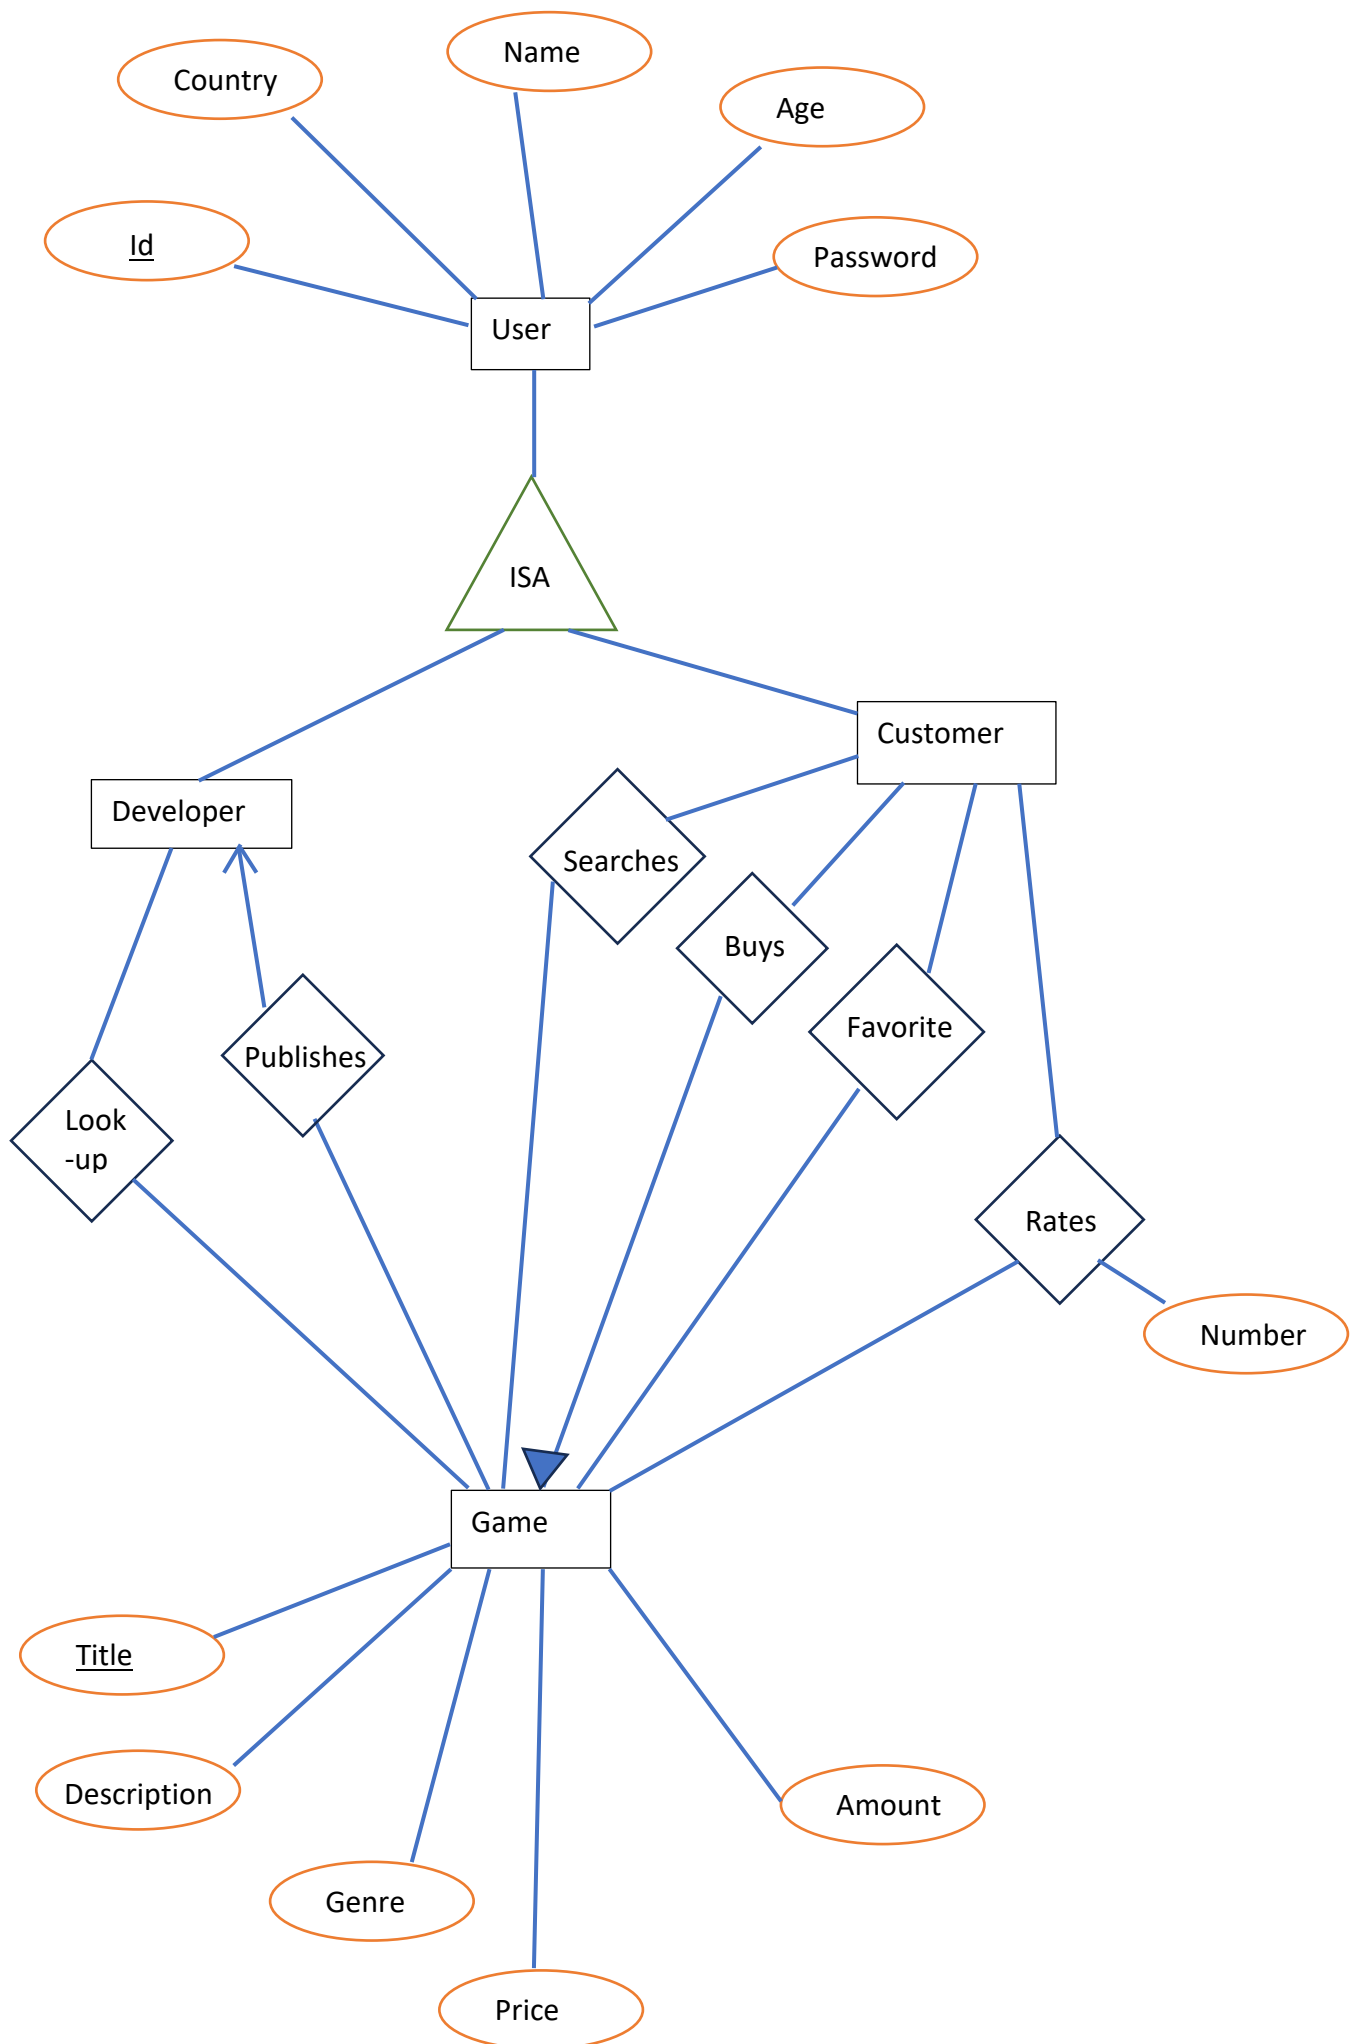 Name
Country
Age
Id
Password
User
ISA
Customer
Developer
Searches
Buys
Favorite
Publishes
Look
-up
Rates
Number
Game
Title
Description
Amount
Genre
Price